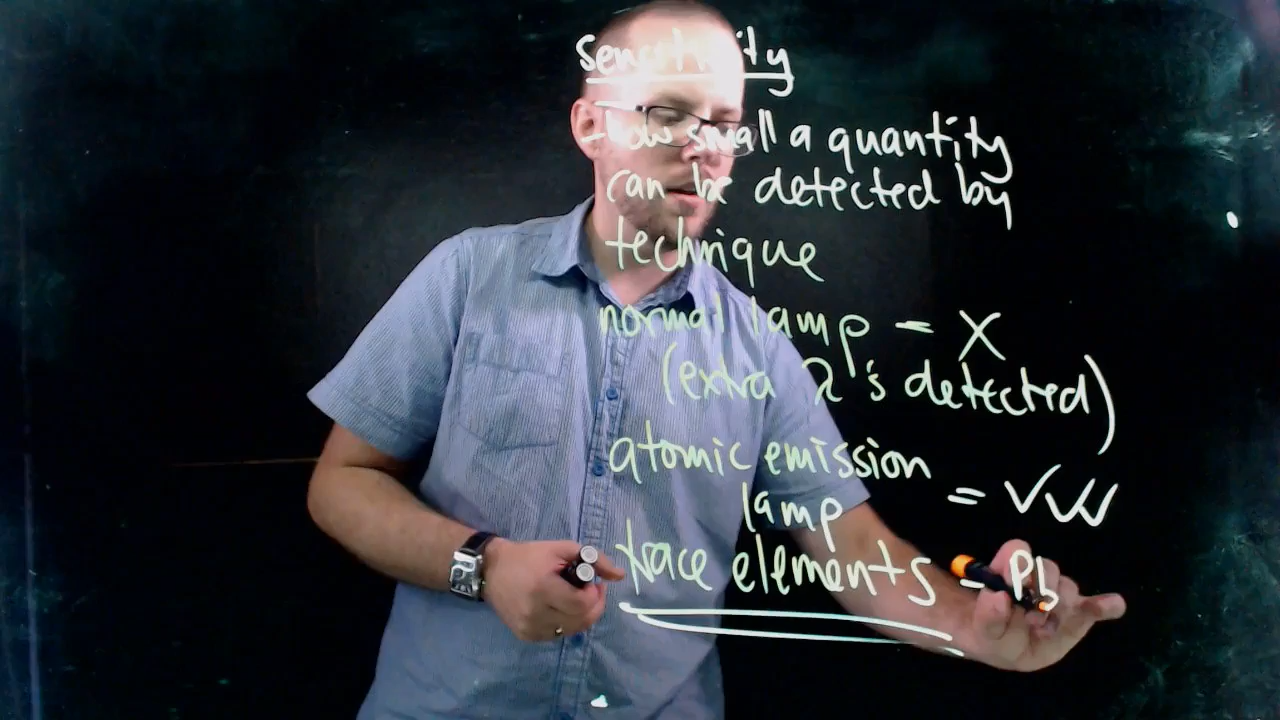 sensitivity
- how small a quantity
can be detected by
technique
normal lamp = X
(extra λ's detected)
atomic emission
lamp = ✓✓✓
trace elements - Pb